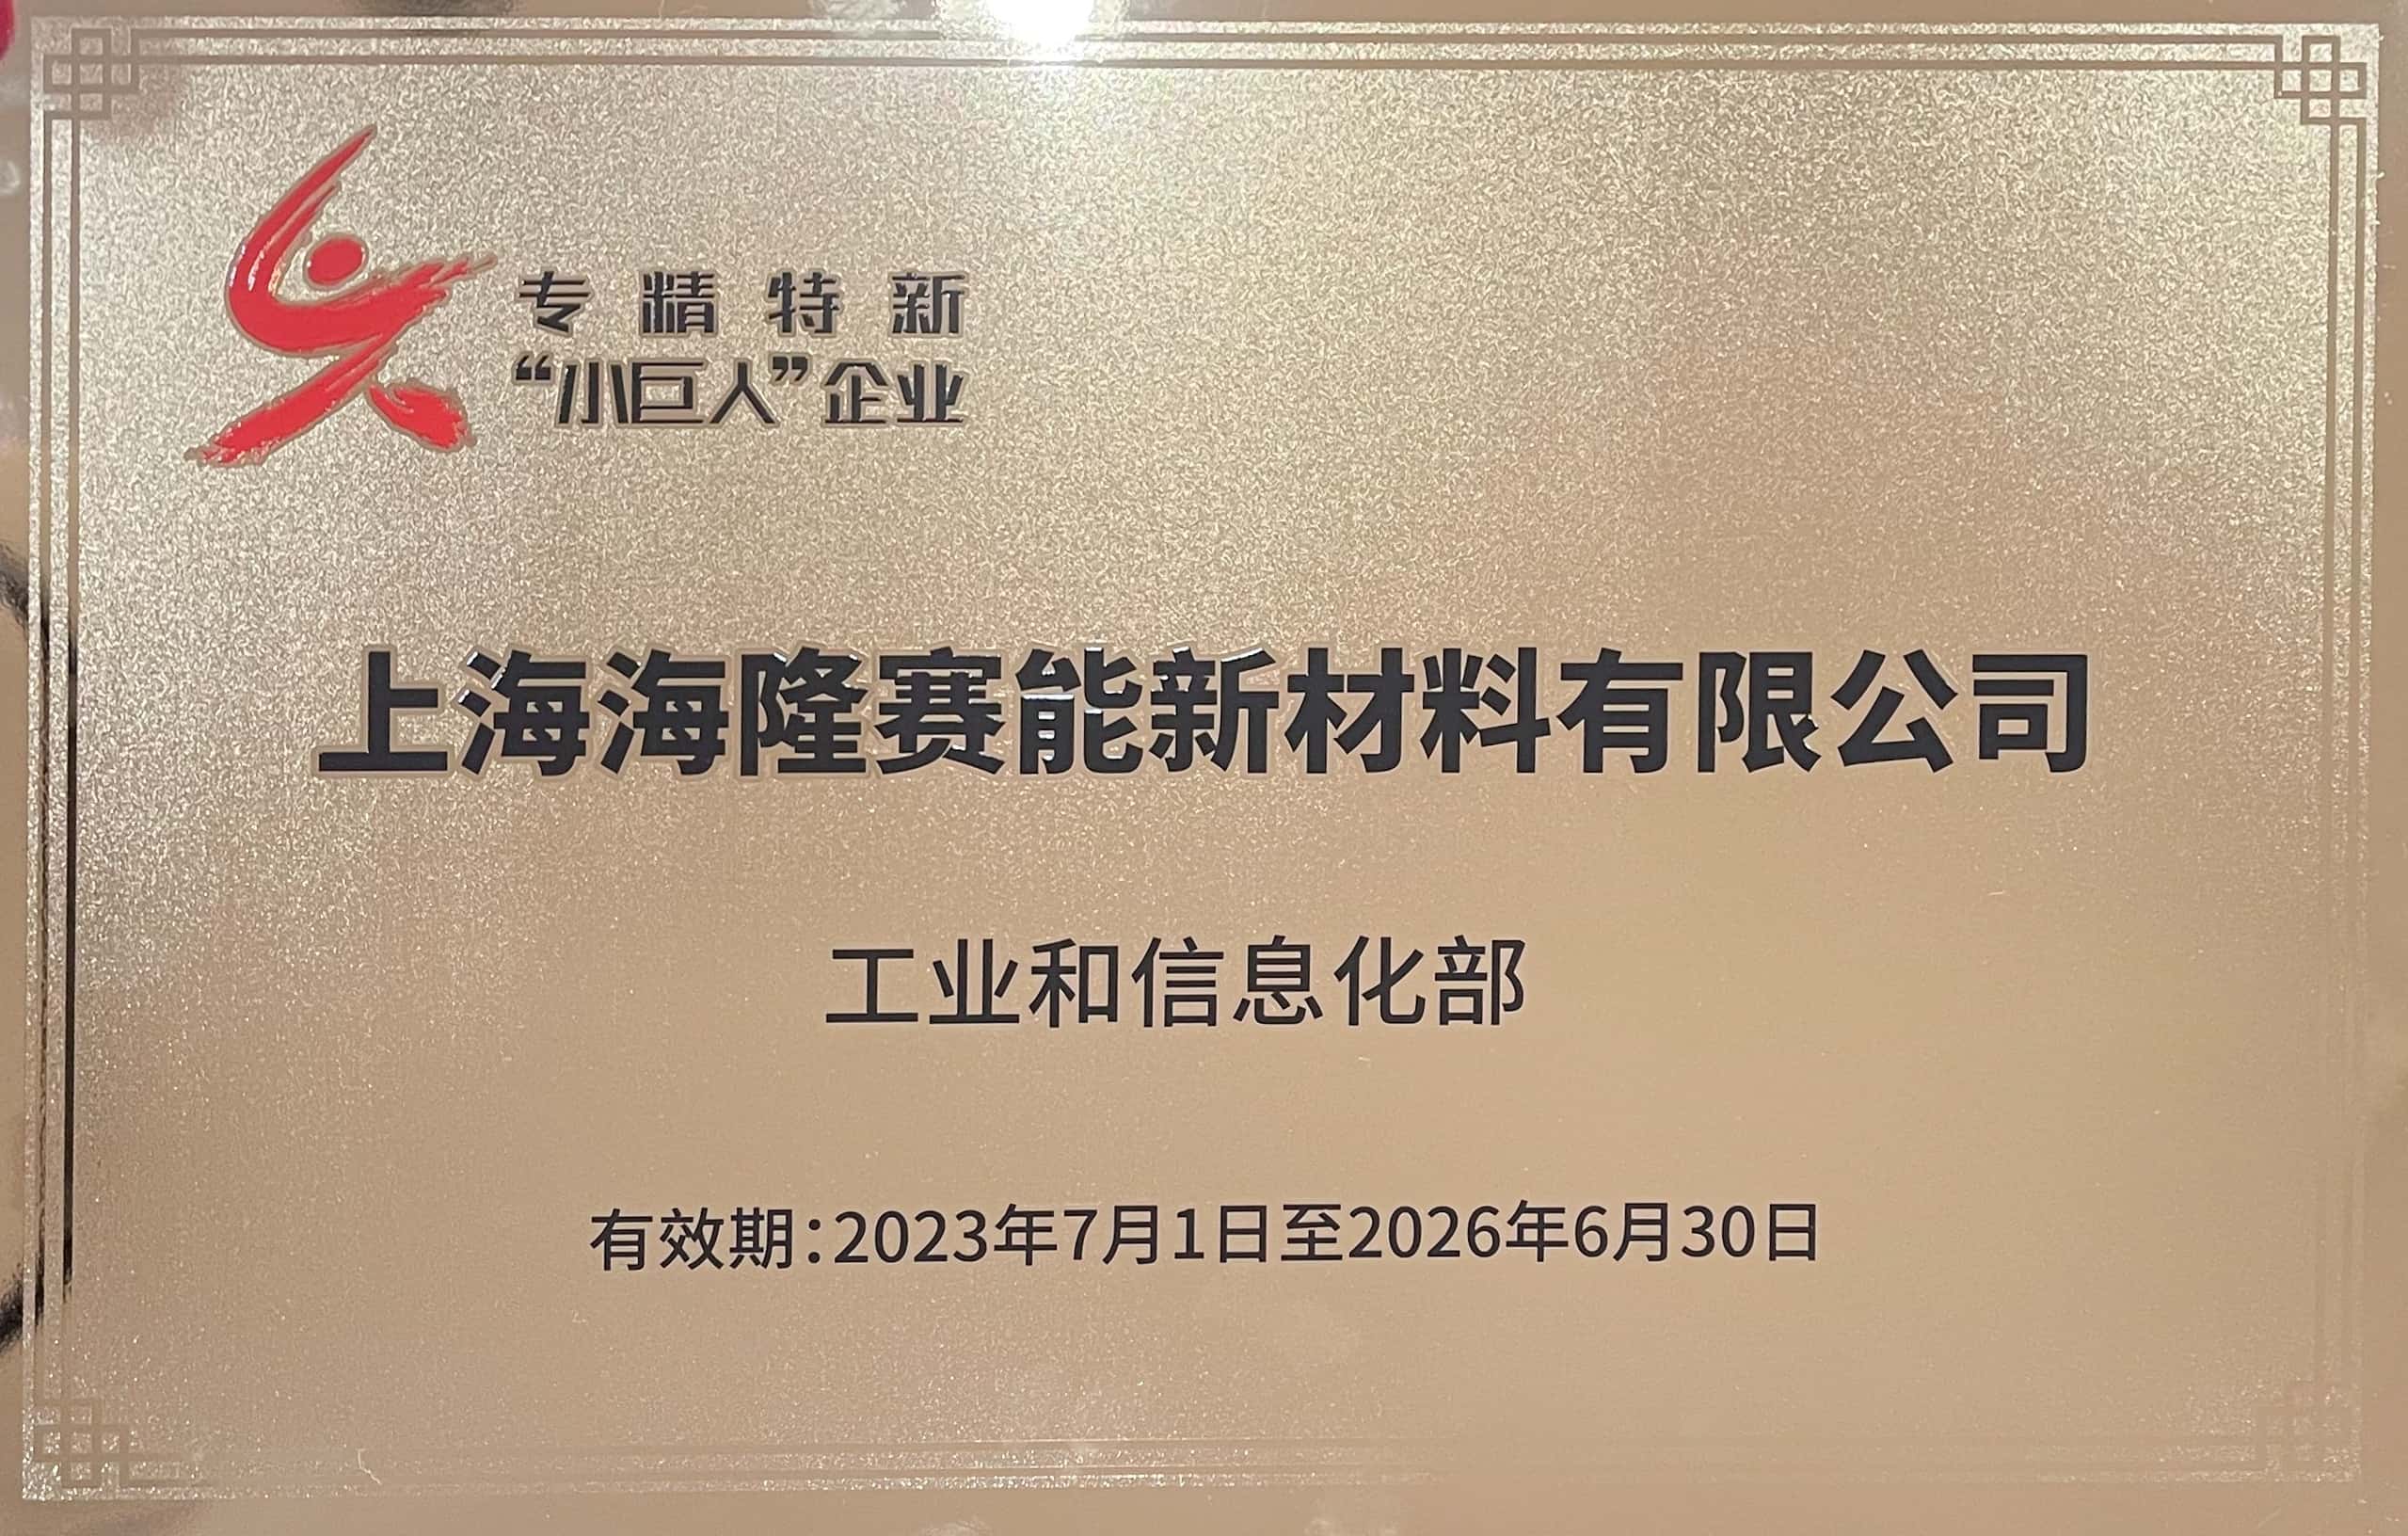 专精特新
“小巨人”企业
上海海隆赛能新材料有限公司
工业和信息化部
有效期：2023年7月1日至2026年6月30日